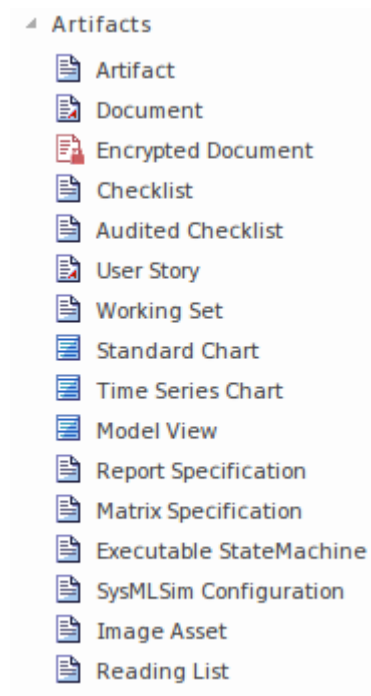 Artifacts
Artifact
Document
Encrypted Document
Checklist
Audited Checklist
User Story
Working Set
Standard Chart
Time Series Chart
Model View
Report Specification
Matrix Specification
Executable StateMachine
SysMLSim Configuration
Image Asset
Reading List